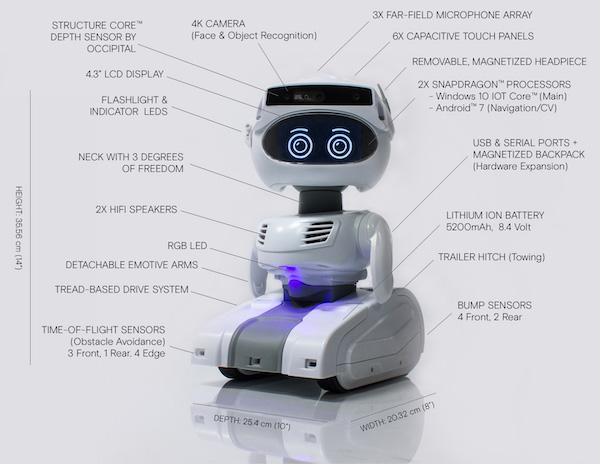 STRUCTURE CORE™
DEPTH SENSOR BY
OCCIPITAL
4.3" LCD DISPLAY
FLASHLIGHT &
INDICATOR LEDS
NECK WITH 3 DEGREES
OF FREEDOM
2X HIFI SPEAKERS
RGB LED
DETACHABLE EMOTIVE ARMS
TREAD-BASED DRIVE SYSTEM
TIME-OF-FLIGHT SENSORS
(Obstacle Avoidance)
3 Front, 1 Rear. 4 Edge
HEIGHT: 35.56 cm (14")
4K CAMERA
(Face & Object Recognition)
3X FAR-FIELD MICROPHONE ARRAY
6X CAPACITIVE TOUCH PANELS
REMOVABLE, MAGNETIZED HEADPIECE
2X SNAPDRAGON™ PROCESSORS
- Windows 10 IOT Core™ (Main)
- Android™ 7 (Navigation/CV)
USB & SERIAL PORTS +
MAGNETIZED BACKPACK
(Hardware Expansion)
LITHIUM ION BATTERY
5200mAh, 8.4 Volt
TRAILER HITCH (Towing)
BUMP SENSORS
4 Front, 2 Rear
DEPTH: 25.4 cm (10")
WIDTH: 20.32 cm (8")